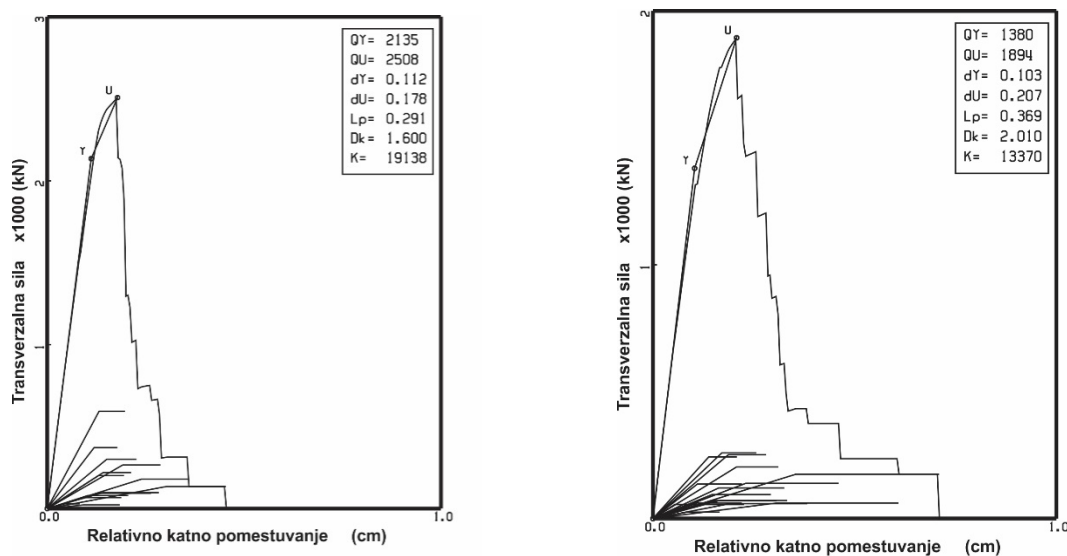 3
QY= 2135
QU= 2508
dY= 0.112
dU= 0.178
Lp= 0.291
Dk= 1.600
K= 19138
U
Y
2
1
Transverzalna sila x1000 (kN)
0.0
1.0
Relativno katno pomestuvanje (cm)
2
QY= 1380
QU= 1894
dY= 0.103
dU= 0.207
Lp= 0.369
Dk= 2.010
K= 13370
U
Y
1
Transverzalna sila x1000 (kN)
0.0
1.0
Relativno katno pomestuvanje (cm)